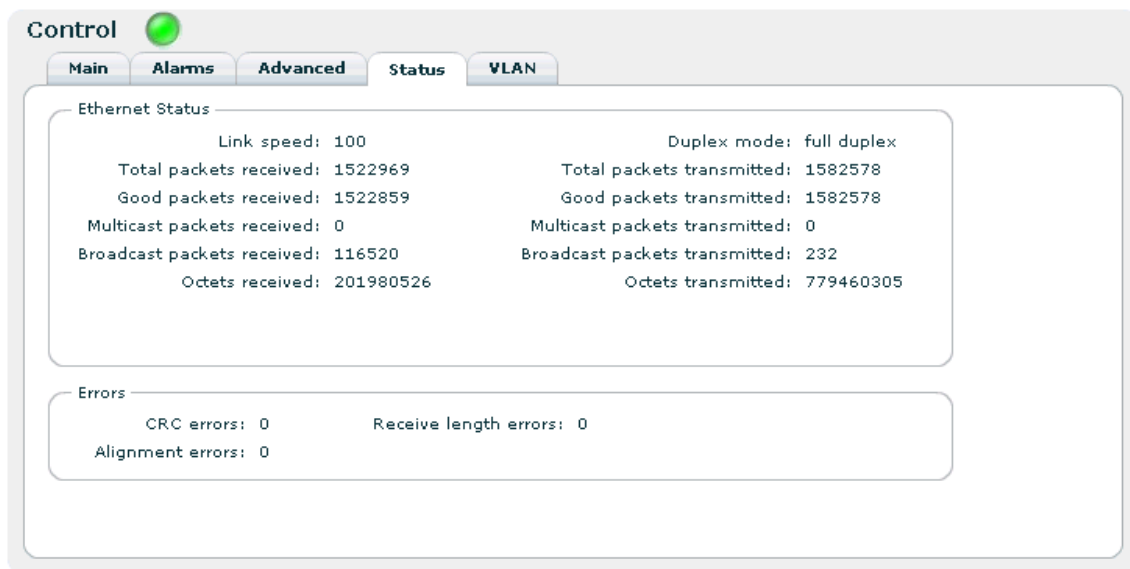 Control
Main Alarms Advanced Status VLAN
Ethernet Status
Link speed: 100 Duplex mode: full duplex
Total packets received: 1522969 Total packets transmitted: 1582578
Good packets received: 1522859 Good packets transmitted: 1582578
Multicast packets received: 0 Multicast packets transmitted: 0
Broadcast packets received: 116520 Broadcast packets transmitted: 232
Octets received: 201980526 Octets transmitted: 779460305
Errors
CRC errors: 0 Receive length errors: 0
Alignment errors: 0